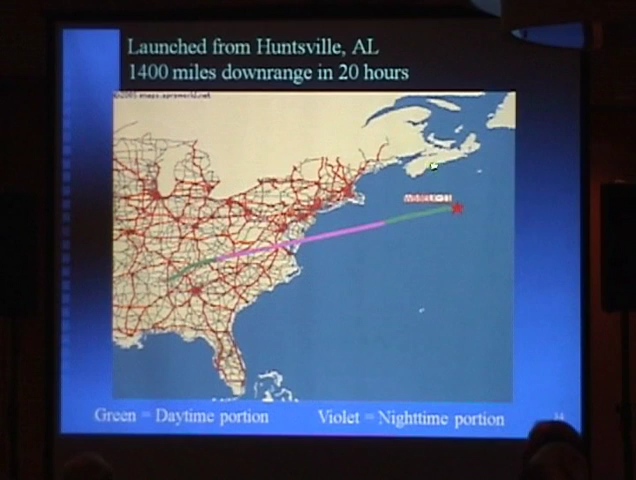 Launched from Huntsville, AL
1400 miles downrange in 20 hours
Green = Daytime portion
Violet = Nighttime portion